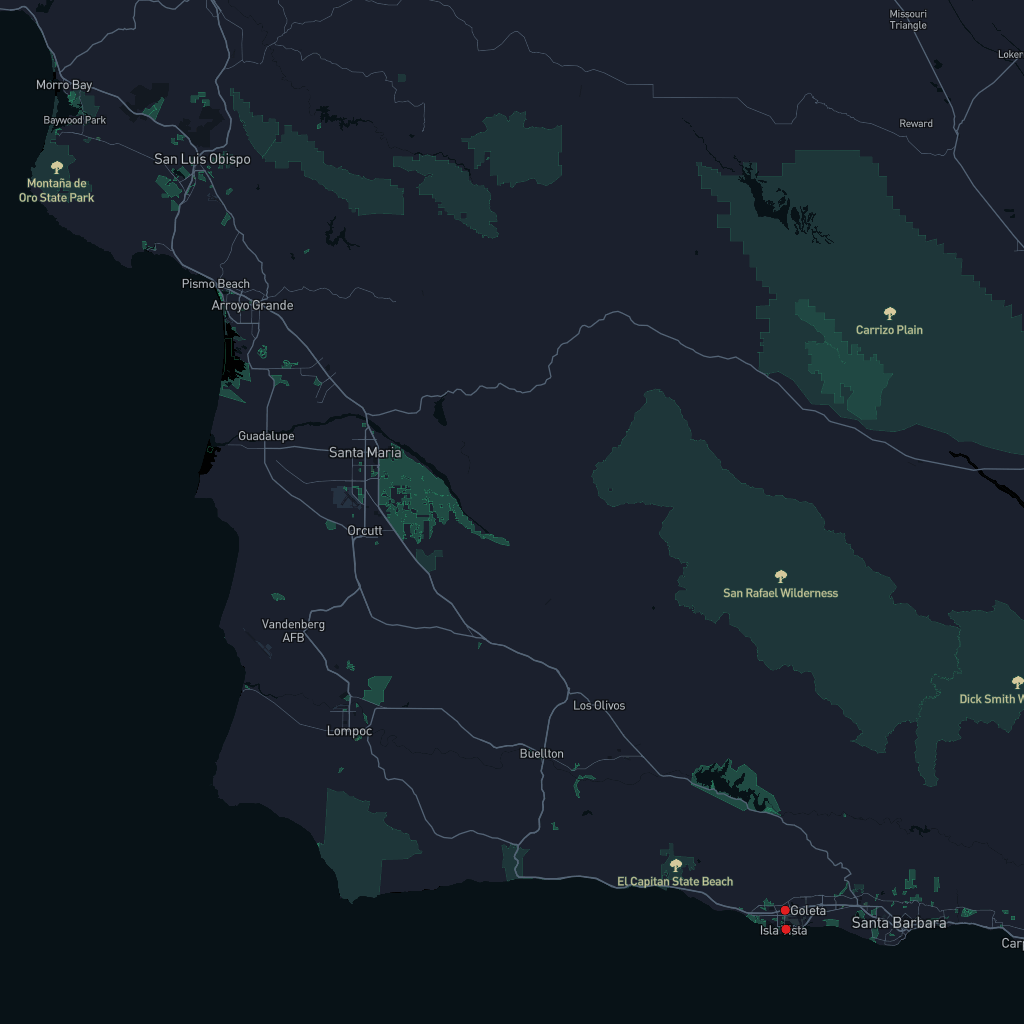 Missouri
Triangle
Loker
Morro Bay
Baywood Park
Reward
San Luis Obispo
Montaña de
Oro State Park
Pismo Beach
Arroyo Grande
Carrizo Plain
Guadalupe
Santa Maria
Orcutt
San Rafael Wilderness
Vandenberg
AFB
Dick Smith W
Los Olivos
Lompoc
Buellton
El Capitan State Beach
Goleta
Santa Barbara
Isla Vista
Carp